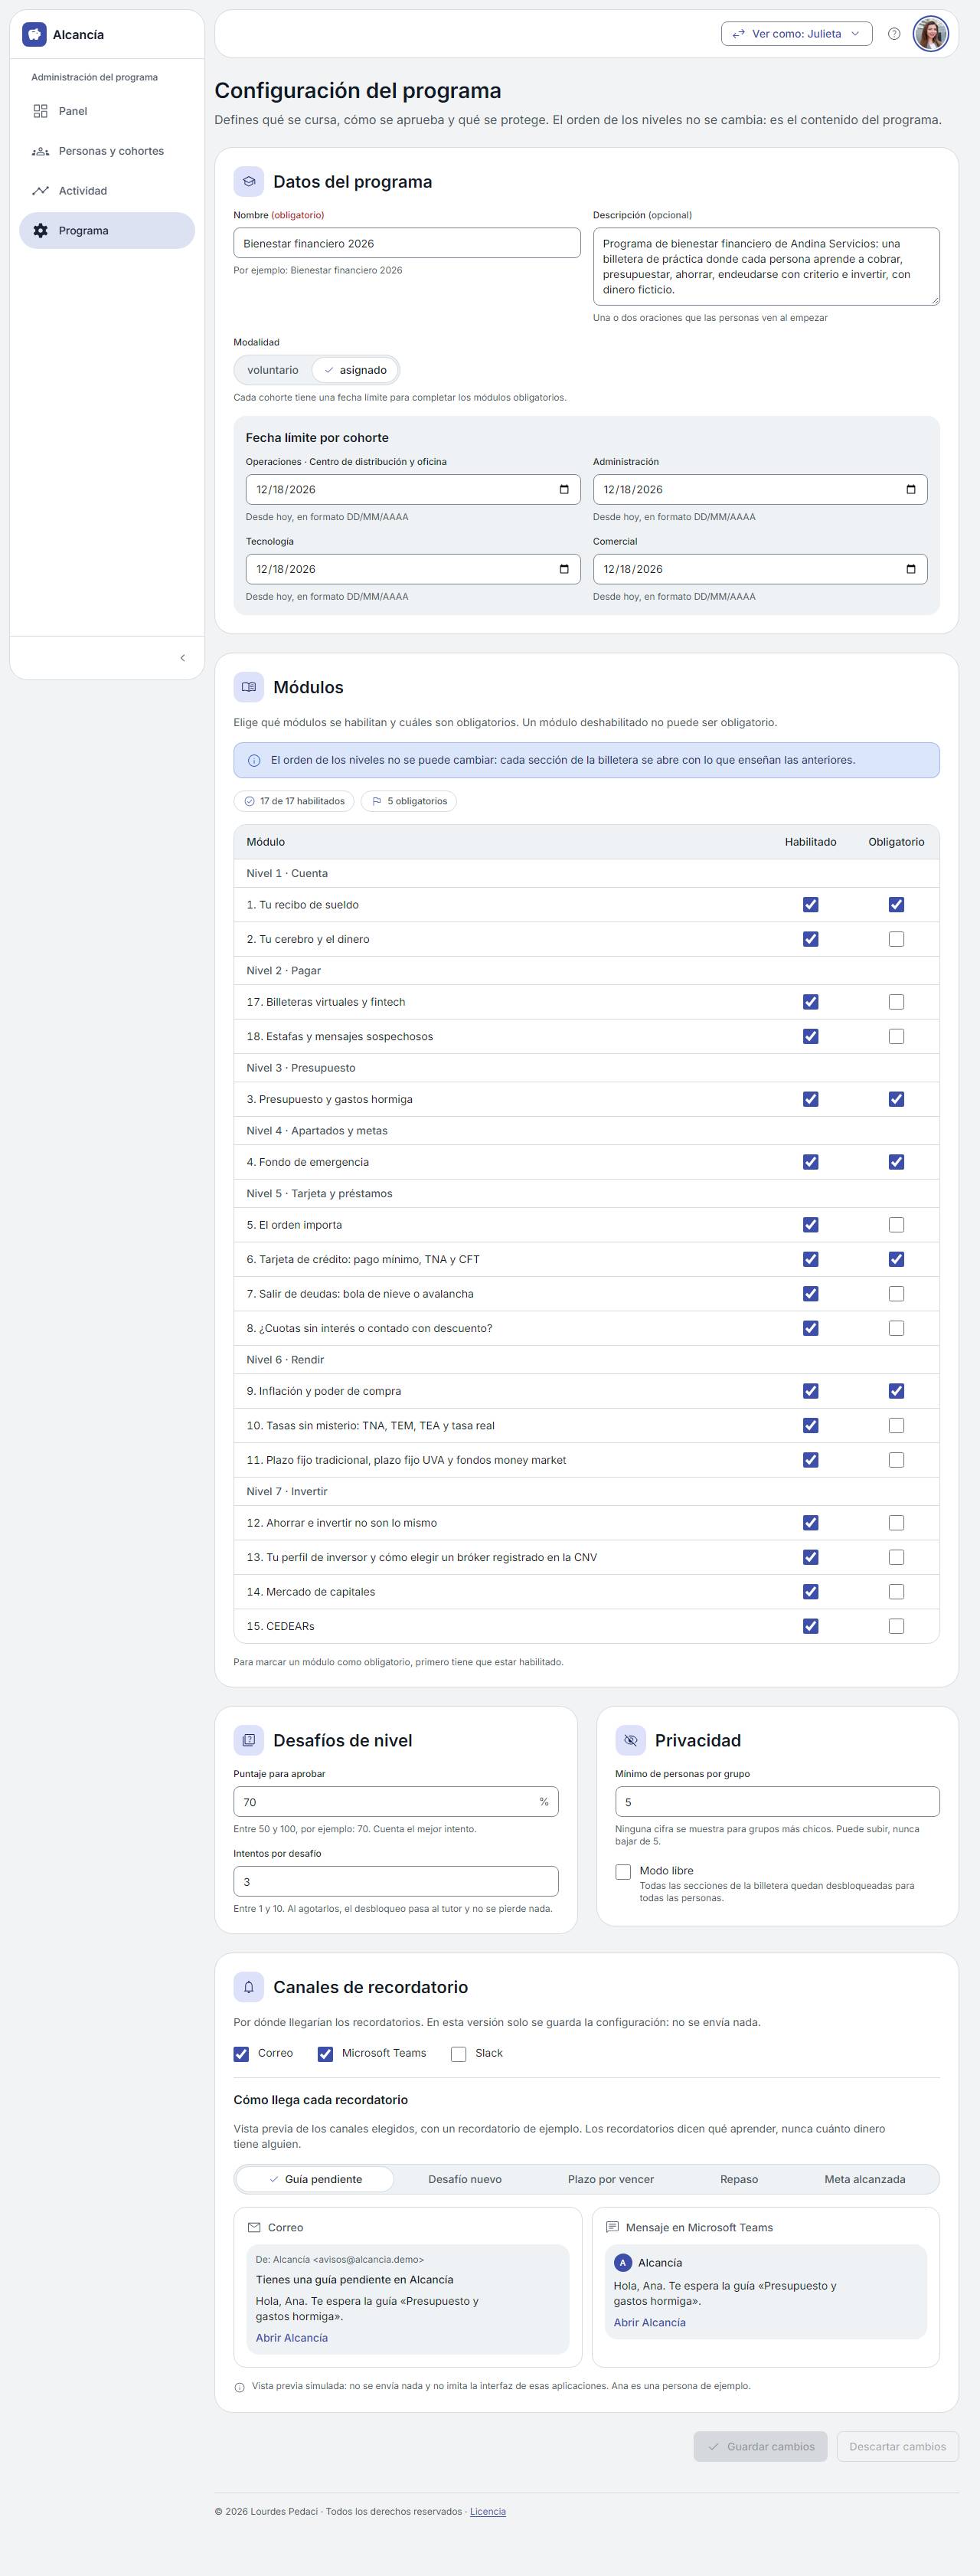 Alcancía
Ver como: Julieta
Administración del programa
Panel
Personas y cohortes
Actividad
Programa
Configuración del programa
Defines qué se cursa, cómo se aprueba y qué se protege. El orden de los niveles no se cambia: es el contenido del programa.
Datos del programa
Nombre (obligatorio)
Bienestar financiero 2026
Por ejemplo: Bienestar financiero 2026
Descripción (opcional)
Programa de bienestar financiero de Andina Servicios: una
billetera de práctica donde cada persona aprende a cobrar,
presupuestar, ahorrar, endeudarse con criterio e invertir, con
dinero ficticio.
Una o dos oraciones que las personas ven al empezar
Modalidad
voluntario
asignado
Cada cohorte tiene una fecha límite para completar los módulos obligatorios.
Fecha límite por cohorte
Operaciones · Centro de distribución y oficina
12/18/2026
Desde hoy, en formato DD/MM/AAAA
Administración
12/18/2026
Desde hoy, en formato DD/MM/AAAA
Tecnología
12/18/2026
Desde hoy, en formato DD/MM/AAAA
Comercial
12/18/2026
Desde hoy, en formato DD/MM/AAAA
Módulos
Elige qué módulos se habilitan y cuáles son obligatorios. Un módulo deshabilitado no puede ser obligatorio.
El orden de los niveles no se puede cambiar: cada sección de la billetera se abre con lo que enseñan las anteriores.
17 de 17 habilitados
5 obligatorios
Módulo Habilitado Obligatorio
Nivel 1 · Cuenta
1. Tu recibo de sueldo
2. Tu cerebro y el dinero
Nivel 2 · Pagar
17. Billeteras virtuales y fintech
18. Estafas y mensajes sospechosos
Nivel 3 · Presupuesto
3. Presupuesto y gastos hormiga
Nivel 4 · Apartados y metas
4. Fondo de emergencia
Nivel 5 · Tarjeta y préstamos
5. El orden importa
6. Tarjeta de crédito: pago mínimo, TNA y CFT
7. Salir de deudas: bola de nieve o avalancha
8. ¿Cuotas sin interés o contado con descuento?
Nivel 6 · Rendir
9. Inflación y poder de compra
10. Tasas sin misterio: TNA, TEM, TEA y tasa real
11. Plazo fijo tradicional, plazo fijo UVA y fondos money market
Nivel 7 · Invertir
12. Ahorrar e invertir no son lo mismo
13. Tu perfil de inversor y cómo elegir un bróker registrado en la CNV
14. Mercado de capitales
15. CEDEARs
Para marcar un módulo como obligatorio, primero tiene que estar habilitado.
Desafíos de nivel
Puntaje para aprobar
70 %
Entre 50 y 100, por ejemplo: 70. Cuenta el mejor intento.
Intentos por desafío
3
Entre 1 y 10. Al agotarlos, el desbloqueo pasa al tutor y no se pierde nada.
Privacidad
Mínimo de personas por grupo
5
Ninguna cifra se muestra para grupos más chicos. Puede subir, nunca
bajar de 5.
Modo libre
Todas las secciones de la billetera quedan desbloqueadas para
todas las personas.
Canales de recordatorio
Por dónde llegarían los recordatorios. En esta versión solo se guarda la configuración: no se envía nada.
Correo
Microsoft Teams
Slack
Cómo llega cada recordatorio
Vista previa de los canales elegidos, con un recordatorio de ejemplo. Los recordatorios dicen qué aprender, nunca cuánto dinero
tiene alguien.
Guía pendiente
Desafío nuevo
Plazo por vencer
Repaso
Meta alcanzada
Correo
De: Alcancía <avisos@alcancia.demo>
Tienes una guía pendiente en Alcancía
Hola, Ana. Te espera la guía «Presupuesto y
gastos hormiga».
Abrir Alcancía
Mensaje en Microsoft Teams
A Alcancía
Hola, Ana. Te espera la guía «Presupuesto y
gastos hormiga».
Abrir Alcancía
Vista previa simulada: no se envía nada y no imita la interfaz de esas aplicaciones. Ana es una persona de ejemplo.
Guardar cambios
Descartar cambios
© 2026 Lourdes Pedaci · Todos los derechos reservados · Licencia